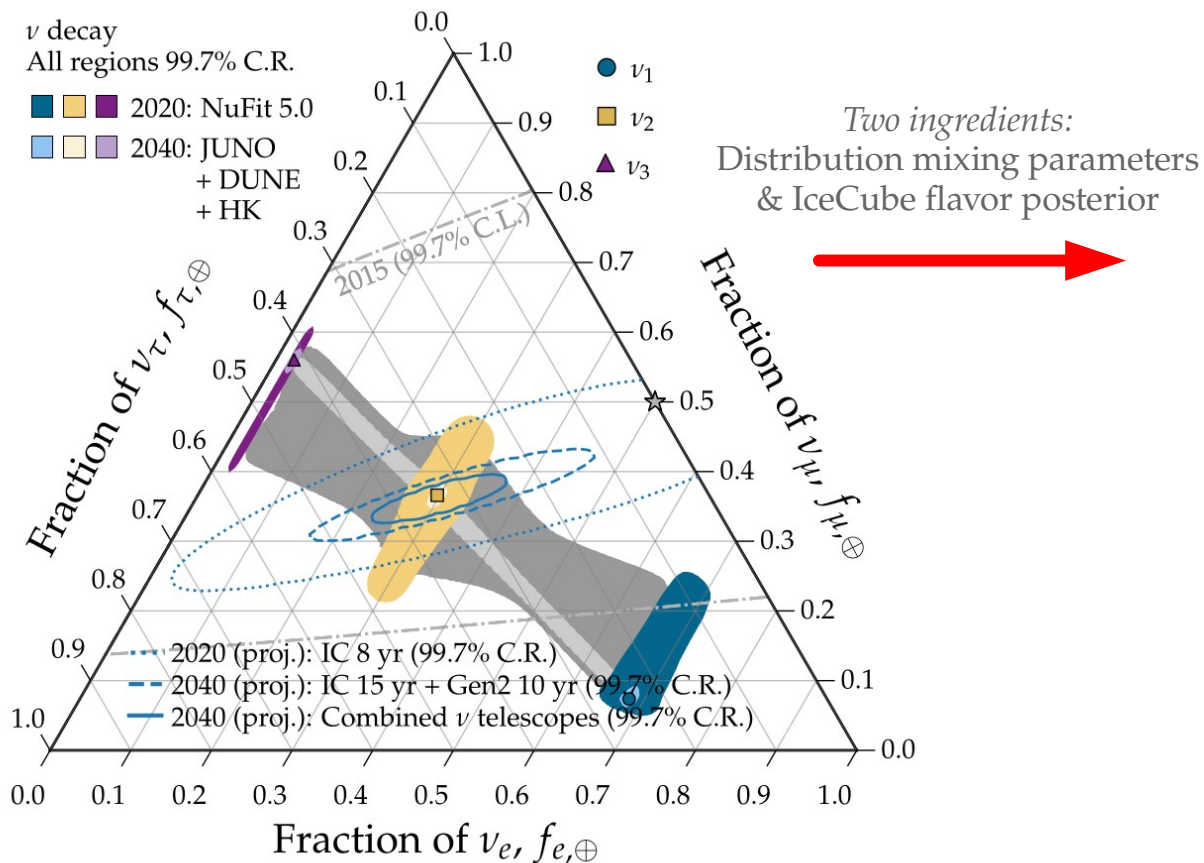 ν decay
All regions 99.7% C.R.
2020: NuFit 5.0
2040: JUNO
+ DUNE
+ HK
ν₁
ν₂
ν₃
Two ingredients:
Distribution mixing parameters
& IceCube flavor posterior
2015 (99.7% C.L.)
0.0
0.1
0.2
0.3
0.4
0.5
0.6
0.7
0.8
0.9
1.0
Fraction of ν_τ, f_τ,⊕
1.0
0.9
0.8
0.7
0.6
0.5
0.4
0.3
0.2
0.1
0.0
Fraction of ν_μ, f_μ,⊕
2020 (proj.): IC 8 yr (99.7% C.R.)
2040 (proj.): IC 15 yr + Gen2 10 yr (99.7% C.R.)
2040 (proj.): Combined ν telescopes (99.7% C.R.)
0.0 0.1 0.2 0.3 0.4 0.5 0.6 0.7 0.8 0.9 1.0
Fraction of ν_e, f_e,⊕